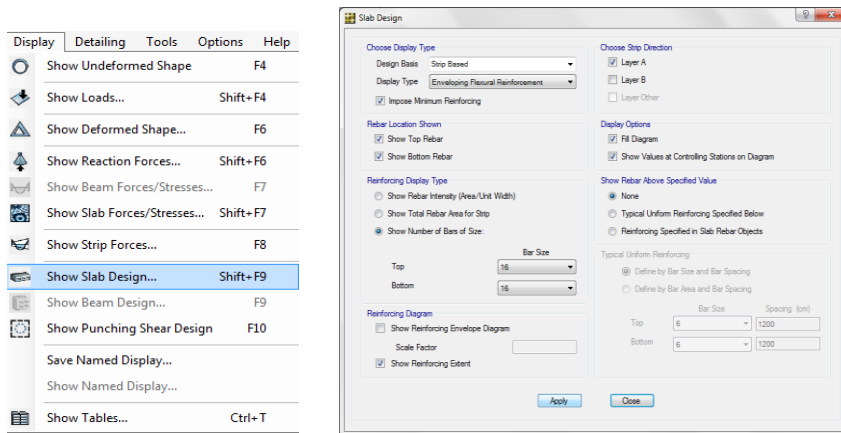 Display Detailing Tools Options Help
Show Undeformed Shape F4
Show Loads... Shift+F4
Show Deformed Shape... F6
Show Reaction Forces... Shift+F6
Show Beam Forces/Stresses... F7
Show Slab Forces/Stresses... Shift+F7
Show Strip Forces... F8
Show Slab Design... Shift+F9
Show Beam Design... F9
Show Punching Shear Design F10
Save Named Display...
Show Named Display...
Show Tables... Ctrl+T
Slab Design
Choose Display Type
Design Basis Strip Based
Display Type Enveloping Flexural Reinforcement
Impose Minimum Reinforcing
Rebar Location Shown
Show Top Rebar
Show Bottom Rebar
Reinforcing Display Type
Show Rebar Intensity (Area/Unit Width)
Show Total Rebar Area for Strip
Show Number of Bars of Size:
Bar Size
Top 16
Bottom 16
Reinforcing Diagram
Show Reinforcing Envelope Diagram
Scale Factor
Show Reinforcing Extent
Choose Strip Direction
Layer A
Layer B
Layer Other
Display Options
Fill Diagram
Show Values at Controlling Stations on Diagram
Show Rebar Above Specified Value
None
Typical Uniform Reinforcing Specified Below
Reinforcing Specified in Slab Rebar Objects
Typical Uniform Reinforcing
Define by Bar Size and Bar Spacing
Define by Bar Area and Bar Spacing
Bar Size Spacing (cm)
Top 6 1200
Bottom 6 1200
Apply Close